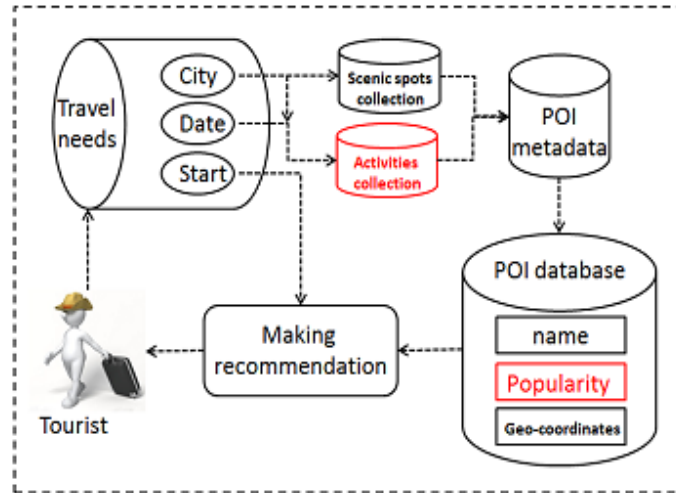 Travel
needs
City
Date
Start
Scenic spots
collection
Activities
collection
POI
metadata
POI database
name
Popularity
Geo-coordinates
Making
recommendation
Tourist